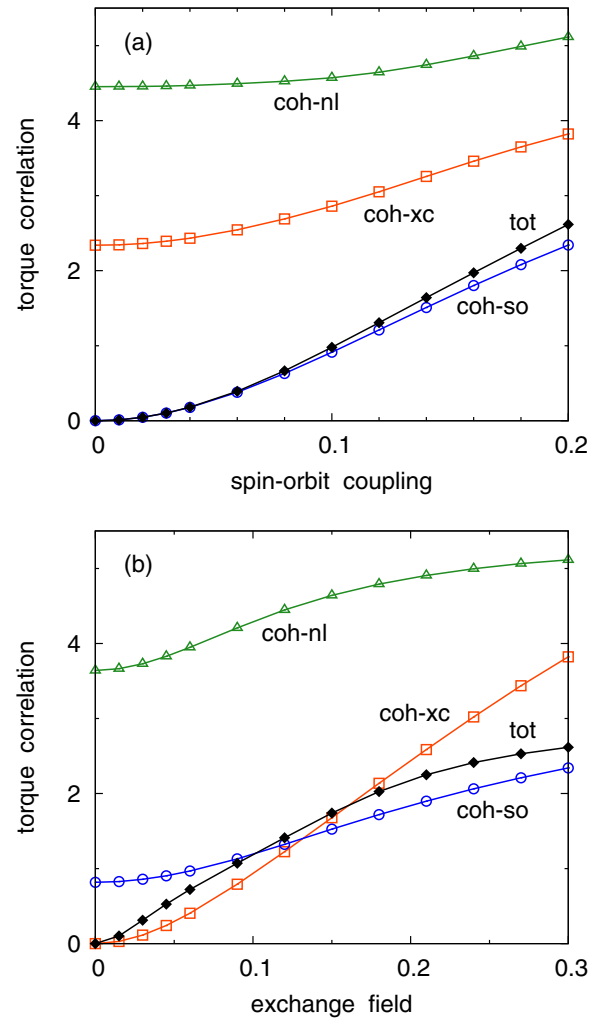 (a)
coh-nl
coh-xc
tot
coh-so
torque correlation
4
2
0
0 0.1 0.2
spin-orbit coupling
(b)
coh-nl
coh-xc
tot
coh-so
torque correlation
4
2
0
0 0.1 0.2 0.3
exchange field